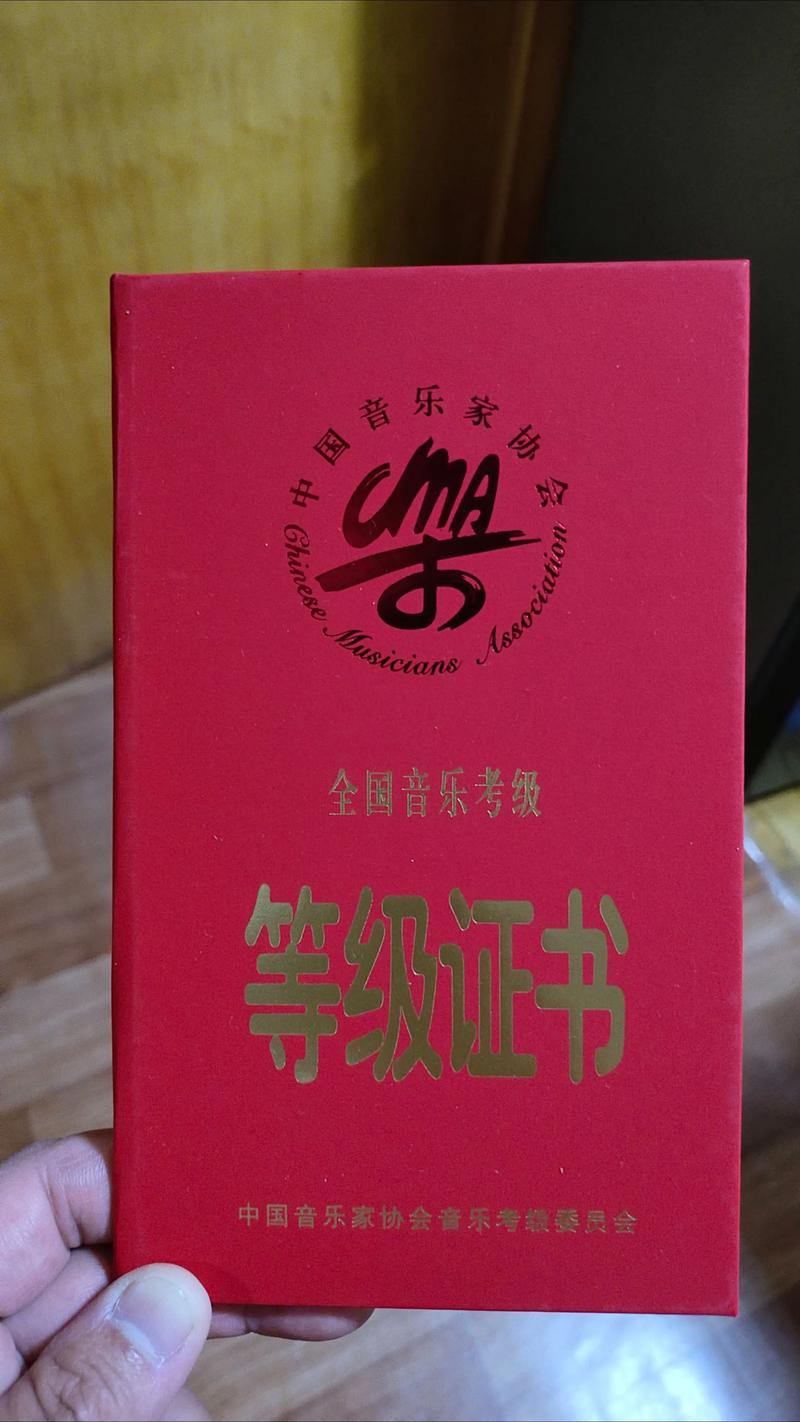 中国音乐家协会
CMA
Chinese Musicians Association
全国音乐考级
等级证书
中国音乐家协会音乐考级委员会